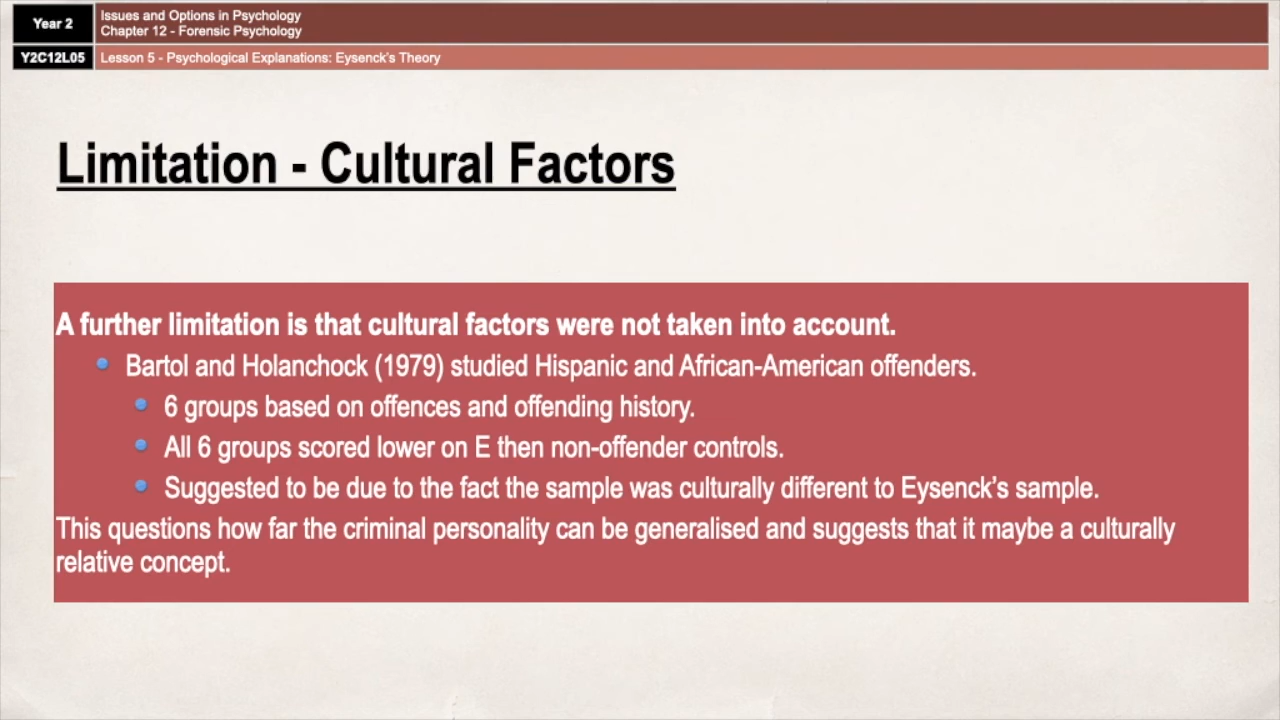 Year 2
Issues and Options in Psychology
Chapter 12 - Forensic Psychology
Y2C12L05
Lesson 5 - Psychological Explanations: Eysenck's Theory
Limitation - Cultural Factors
A further limitation is that cultural factors were not taken into account.
Bartol and Holanchock (1979) studied Hispanic and African-American offenders.
6 groups based on offences and offending history.
All 6 groups scored lower on E then non-offender controls.
Suggested to be due to the fact the sample was culturally different to Eysenck's sample.
This questions how far the criminal personality can be generalised and suggests that it maybe a culturally
relative concept.